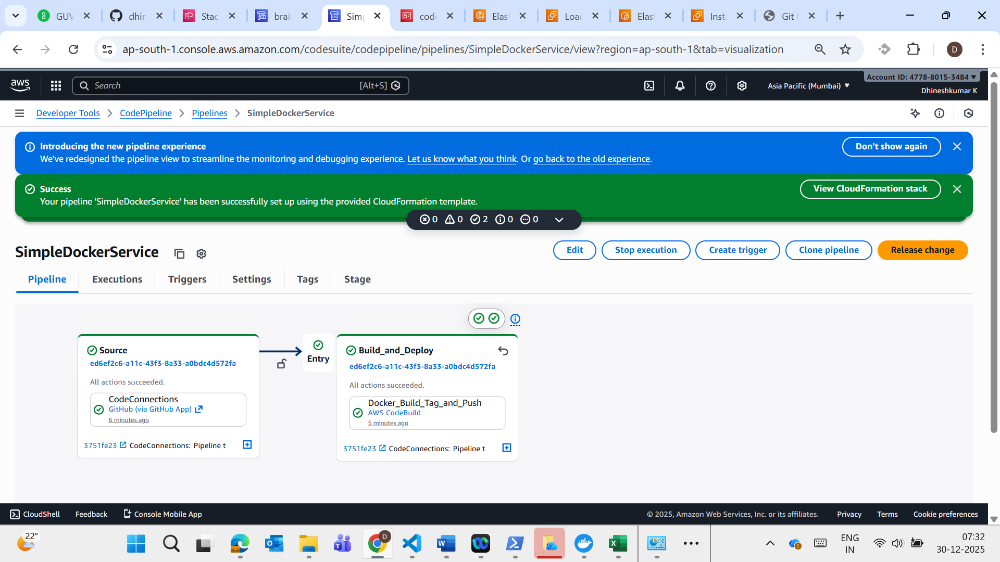 GUV
dhin
Stac
brai
Simp
code
Elas
Load
Elas
Insta
Git
ap-south-1.console.aws.amazon.com/codesuite/codepipeline/pipelines/SimpleDockerService/view?region=ap-south-1&tab=visualization
D
aws
Search
[Alt+S]
Asia Pacific (Mumbai)
Account ID: 4778-8015-3484
Dhineshkumar K
Developer Tools
CodePipeline
Pipelines
SimpleDockerService
Introducing the new pipeline experience
We've redesigned the pipeline view to streamline the monitoring and debugging experience. Let us know what you think. Or go back to the old experience.
Don't show again
Success
Your pipeline 'SimpleDockerService' has been successfully set up using the provided CloudFormation template.
View CloudFormation stack
0 0 2 0 0
SimpleDockerService
Edit
Stop execution
Create trigger
Clone pipeline
Release change
Pipeline
Executions
Triggers
Settings
Tags
Stage
Source
ed6ef2c6-a11c-43f3-8a33-a0bdc4d572fa
All actions succeeded.
CodeConnections
GitHub (via GitHub App)
6 minutes ago
3751fe23 CodeConnections: Pipeline t
Entry
Build_and_Deploy
ed6ef2c6-a11c-43f3-8a33-a0bdc4d572fa
All actions succeeded.
Docker_Build_Tag_and_Push
AWS CodeBuild
5 minutes ago
3751fe23 CodeConnections: Pipeline t
CloudShell
Feedback
Console Mobile App
© 2025, Amazon Web Services, Inc. or its affiliates.
Privacy
Terms
Cookie preferences
22°
D
ENG
IN
07:32
30-12-2025